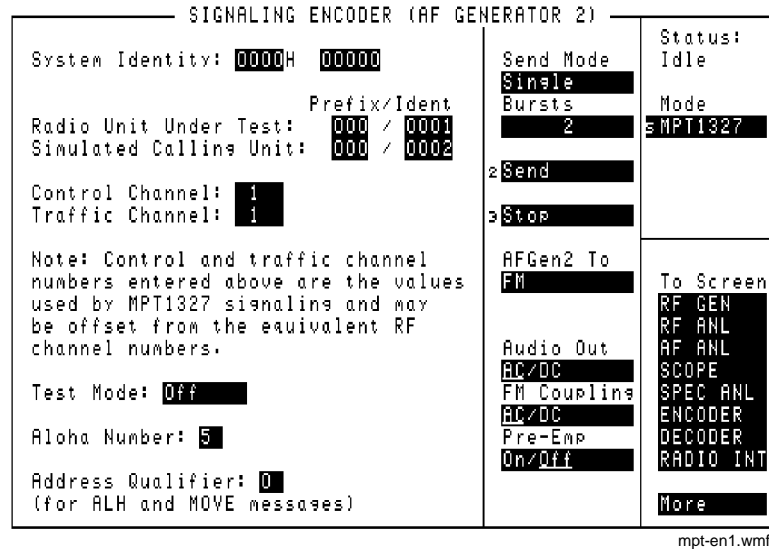 SIGNALING ENCODER (AF GENERATOR 2)
System Identity: 0000H 00000
Prefix/Ident
Radio Unit Under Test: 000 / 0001
Simulated Calling Unit: 000 / 0002
Control Channel: 1
Traffic Channel: 1
Note: Control and traffic channel
numbers entered above are the values
used by MPT1327 signaling and may
be offset from the equivalent RF
channel numbers.
Test Mode: Off
Aloha Number: 5
Address Qualifier: 0
(for ALH and MOVE messages)
Send Mode
Single
Bursts
2
2 Send
3 Stop
AFGen2 To
FM
Audio Out
AC/DC
FM Coupling
AC/DC
Pre-Emp
On/Off
Status:
Idle
Mode
s MPT1327
To Screen
RF GEN
RF ANL
AF ANL
SCOPE
SPEC ANL
ENCODER
DECODER
RADIO INT
More
mpt-en1.wmf